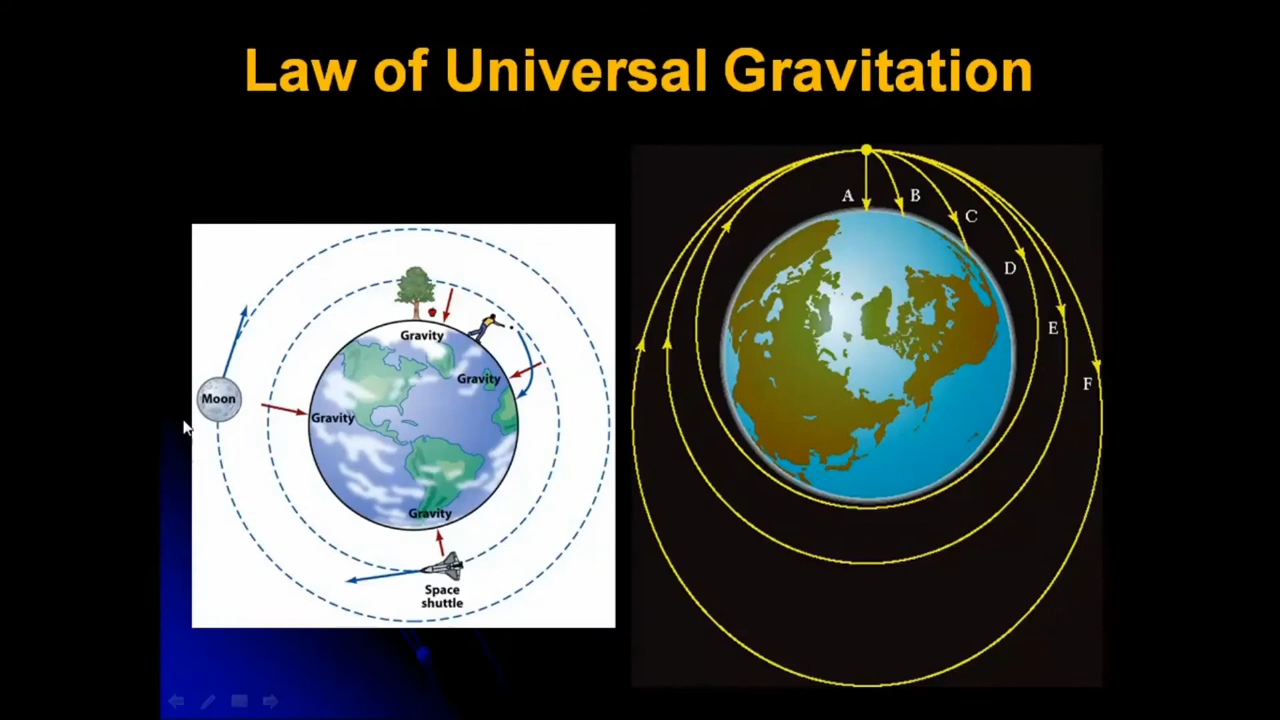 Law of Universal Gravitation
Gravity
Gravity
Moon
Gravity
Gravity
Space
shuttle
A
B
C
D
E
F